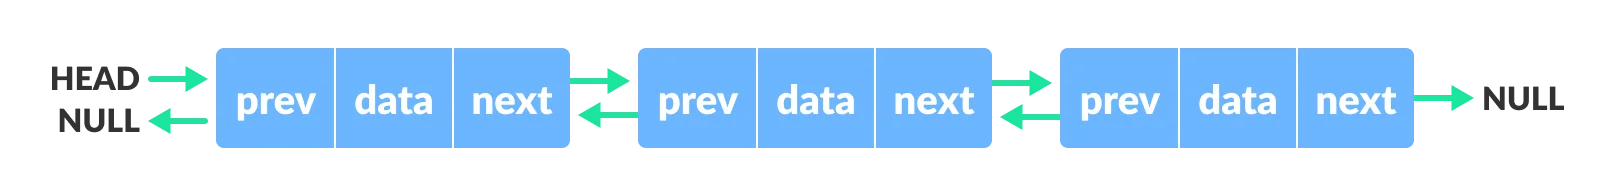 HEAD
NULL
prev data next
prev data next
prev data next
NULL